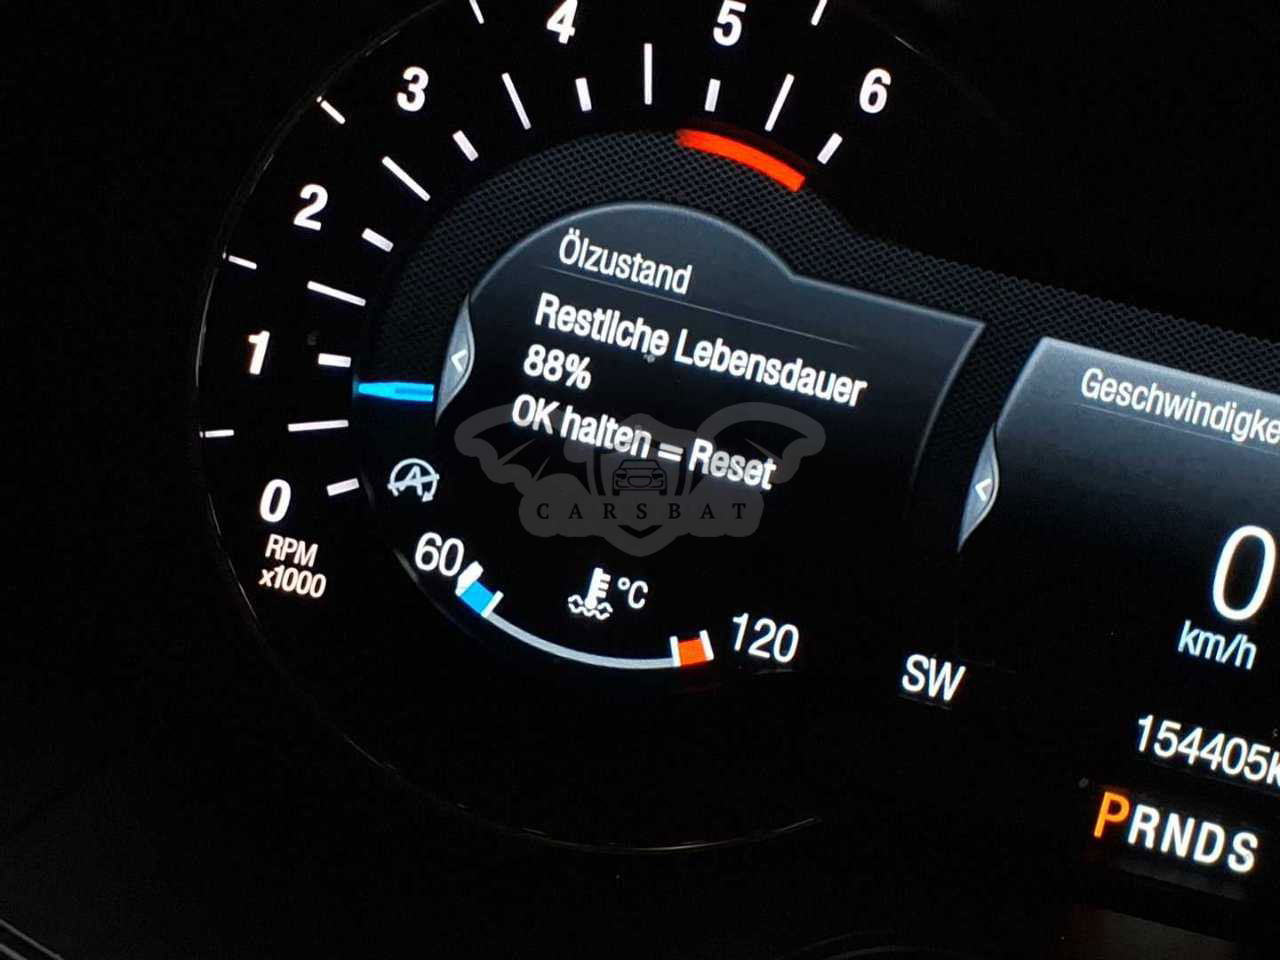 4
5
3
6
2
1
0
RPM
x1000
Ölzustand
Restliche Lebensdauer
88%
OK halten = Reset
CARSBAT
A
60
°C
120
SW
0
km/h
154405
PRNDS